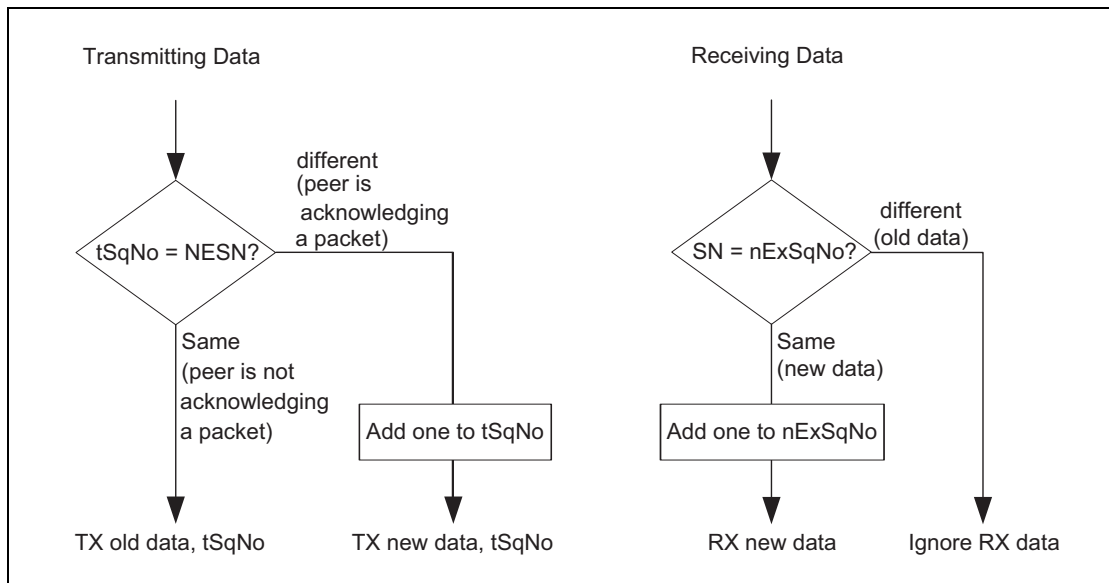 Transmitting Data
different
(peer is
acknowledging
a packet)
tSqNo = NESN?
Same
(peer is not
acknowledging
a packet)
Add one to tSqNo
TX old data, tSqNo
TX new data, tSqNo
Receiving Data
different
(old data)
SN = nExSqNo?
Same
(new data)
Add one to nExSqNo
RX new data
Ignore RX data